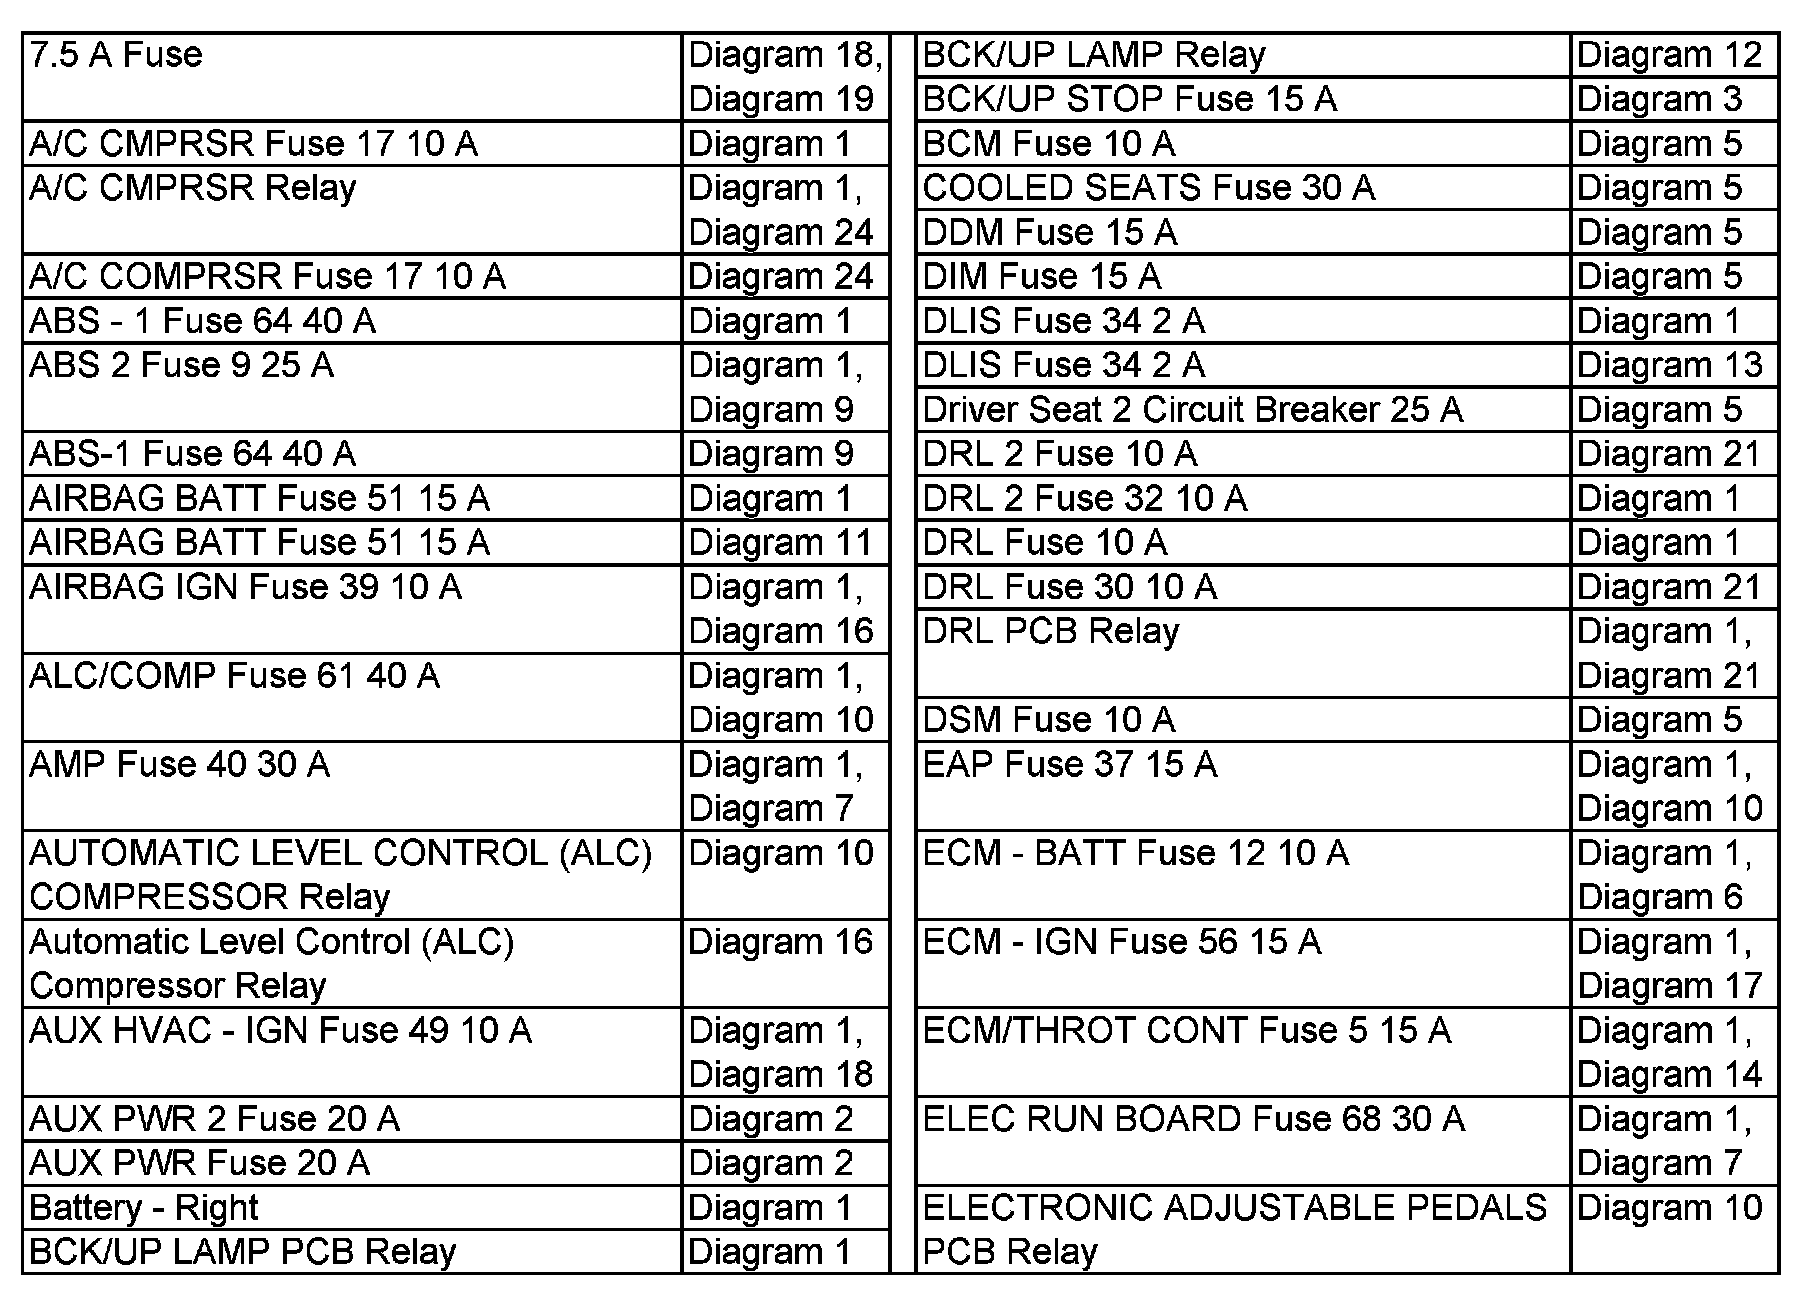 7.5 A Fuse Diagram 18,
Diagram 19
A/C CMPRSR Fuse 17 10 A Diagram 1
A/C CMPRSR Relay Diagram 1,
Diagram 24
A/C COMPRSR Fuse 17 10 A Diagram 24
ABS - 1 Fuse 64 40 A Diagram 1
ABS 2 Fuse 9 25 A Diagram 1,
Diagram 9
ABS-1 Fuse 64 40 A Diagram 9
AIRBAG BATT Fuse 51 15 A Diagram 1
AIRBAG BATT Fuse 51 15 A Diagram 11
AIRBAG IGN Fuse 39 10 A Diagram 1,
Diagram 16
ALC/COMP Fuse 61 40 A Diagram 1,
Diagram 10
AMP Fuse 40 30 A Diagram 1,
Diagram 7
AUTOMATIC LEVEL CONTROL (ALC) Diagram 10
COMPRESSOR Relay
Automatic Level Control (ALC) Diagram 16
Compressor Relay
AUX HVAC - IGN Fuse 49 10 A Diagram 1,
Diagram 18
AUX PWR 2 Fuse 20 A Diagram 2
AUX PWR Fuse 20 A Diagram 2
Battery - Right Diagram 1
BCK/UP LAMP PCB Relay Diagram 1
BCK/UP LAMP Relay Diagram 12
BCK/UP STOP Fuse 15 A Diagram 3
BCM Fuse 10 A Diagram 5
COOLED SEATS Fuse 30 A Diagram 5
DDM Fuse 15 A Diagram 5
DIM Fuse 15 A Diagram 5
DLIS Fuse 34 2 A Diagram 1
DLIS Fuse 34 2 A Diagram 13
Driver Seat 2 Circuit Breaker 25 A Diagram 5
DRL 2 Fuse 10 A Diagram 21
DRL 2 Fuse 32 10 A Diagram 1
DRL Fuse 10 A Diagram 1
DRL Fuse 30 10 A Diagram 21
DRL PCB Relay Diagram 1,
Diagram 21
DSM Fuse 10 A Diagram 5
EAP Fuse 37 15 A Diagram 1,
Diagram 10
ECM - BATT Fuse 12 10 A Diagram 1,
Diagram 6
ECM - IGN Fuse 56 15 A Diagram 1,
Diagram 17
ECM/THROT CONT Fuse 5 15 A Diagram 1,
Diagram 14
ELEC RUN BOARD Fuse 68 30 A Diagram 1,
Diagram 7
ELECTRONIC ADJUSTABLE PEDALS Diagram 10
PCB Relay